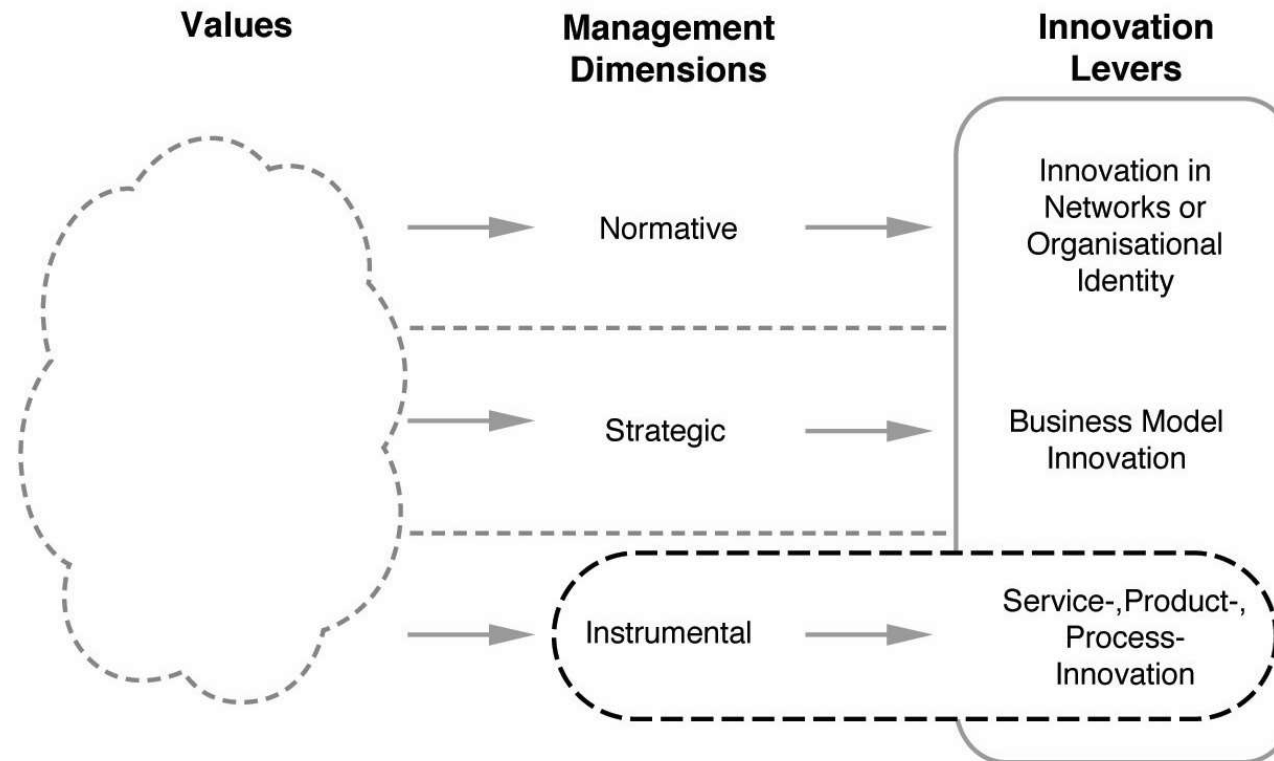 Values
Management
Dimensions
Innovation
Levers
Normative
Innovation in
Networks or
Organisational
Identity
Strategic
Business Model
Innovation
Instrumental
Service-,Product-,
Process-
Innovation